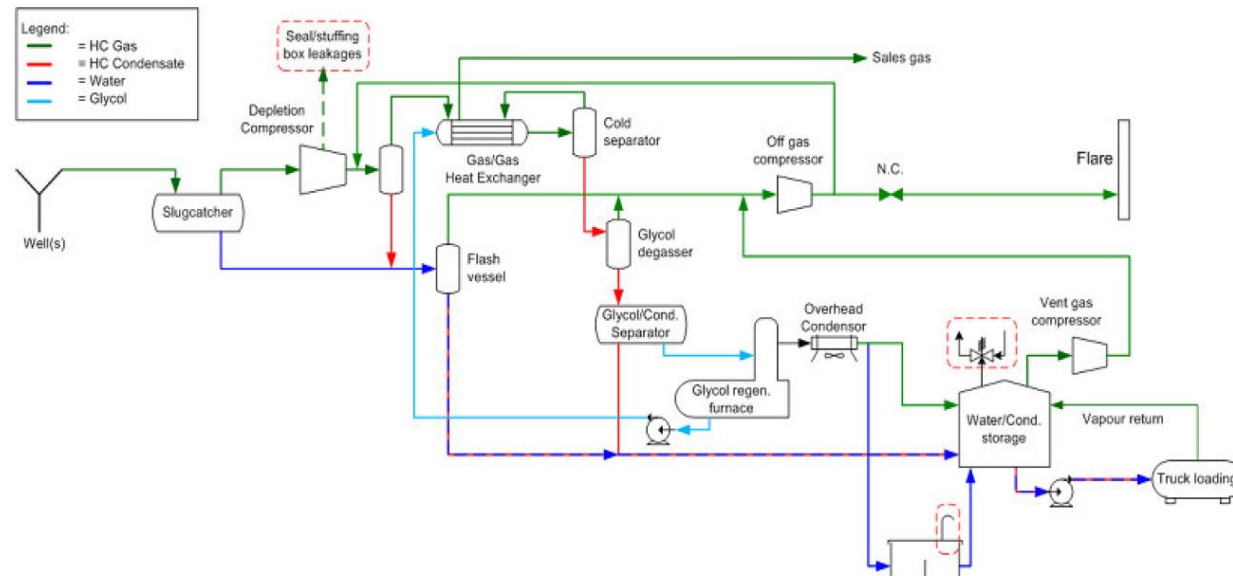 Legend:
= HC Gas
= HC Condensate
= Water
= Glycol
Seal/stuffing
box leakages
Sales gas
Depletion
Compressor
Cold
separator
Off gas
compressor
Gas/Gas
Heat Exchanger
Flare
N.C.
Slugcatcher
Well(s)
Glycol
degasser
Flash
vessel
Glycol/Cond.
Separator
Overhead
Condensor
Vent gas
compressor
Glycol regen.
furnace
Water/Cond.
storage
Vapour return
Truck loading